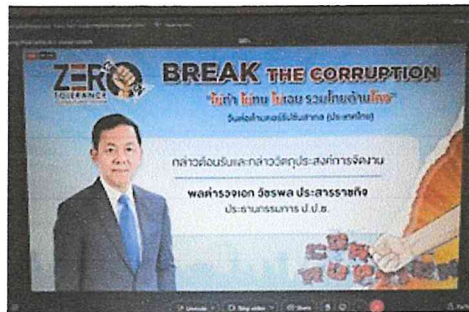 ZERO
TOLERANCE
BREAK THE CORRUPTION
"ไม่ทำ ไม่ทน ไม่เฉย รวมไทยต้านโกง"
วันต่อต้านคอร์รัปชันสากล (ประเทศไทย)
กล่าวต้อนรับและกล่าววัตถุประสงค์การจัดงาน
พลตำรวจเอก วัชรพล ประสารราชกิจ
ประธานกรรมการ ป.ป.ช.
Unmute
Stop video
Share